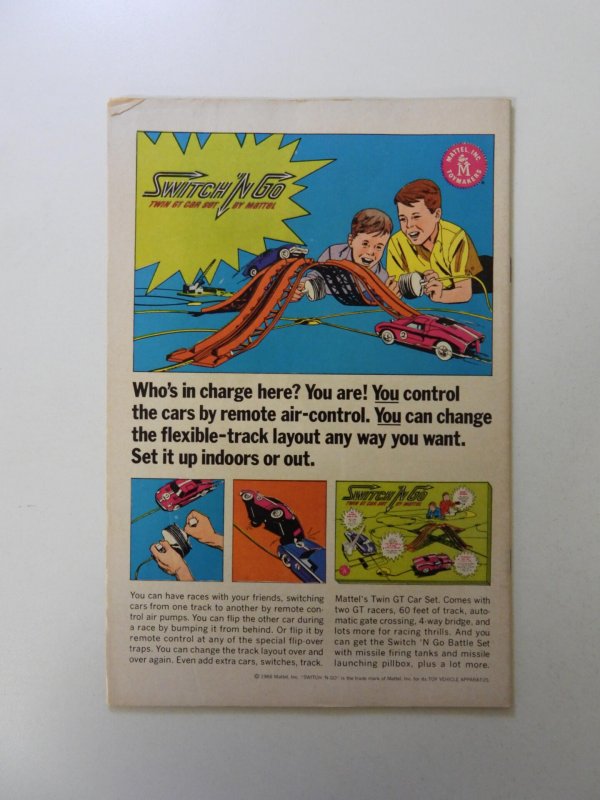 SWITCH 'N GO
TWIN GT CAR SET BY MATTEL
MATTEL, INC.
M
TOYMAKERS
2
Who's in charge here? You are! You control
the cars by remote air-control. You can change
the flexible-track layout any way you want.
Set it up indoors or out.
SWITCH 'N GO
TWIN GT CAR SET BY MATTEL
You can have races with your friends, switching
cars from one track to another by remote con-
trol air pumps. You can flip the other car during
a race by bumping it from behind. Or flip it by
remote control at any of the special flip-over
traps. You can change the track layout over and
over again. Even add extra cars, switches, track.
Mattel's Twin GT Car Set. Comes with
two GT racers, 60 feet of track, auto-
matic gate crossing, 4-way bridge, and
lots more for racing thrills. And you
can get the Switch 'N Go Battle Set
with missile firing tanks and missile
launching pillbox, plus a lot more.
© 1966 Mattel, Inc. "SWITCH 'N GO" is the trade mark of Mattel, Inc. for its TOY VEHICLE APPARATUS